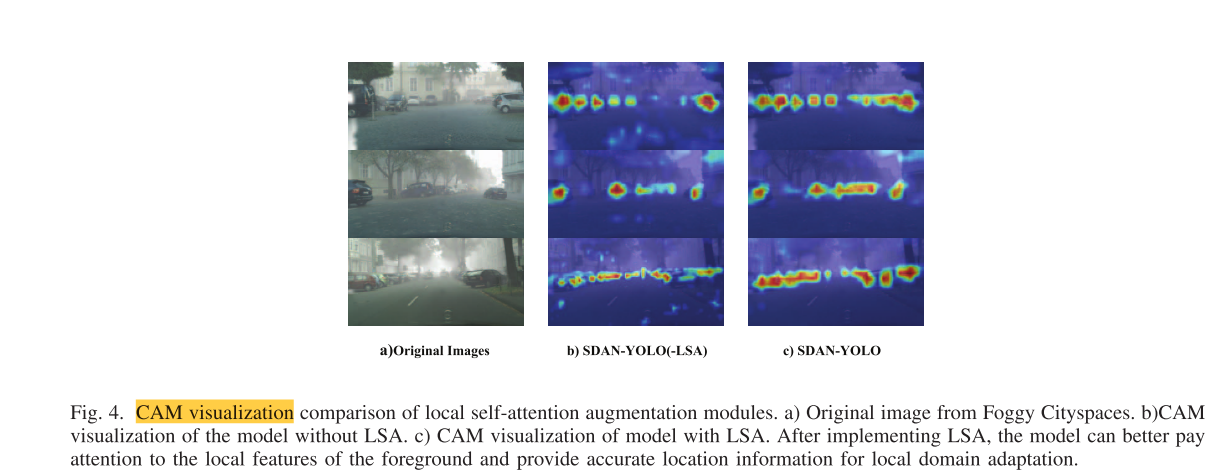 a)Original Images b) SDAN-YOLO(-LSA) c) SDAN-YOLO
Fig. 4. CAM visualization comparison of local self-attention augmentation modules. a) Original image from Foggy Cityspaces. b)CAM
visualization of the model without LSA. c) CAM visualization of model with LSA. After implementing LSA, the model can better pay
attention to the local features of the foreground and provide accurate location information for local domain adaptation.